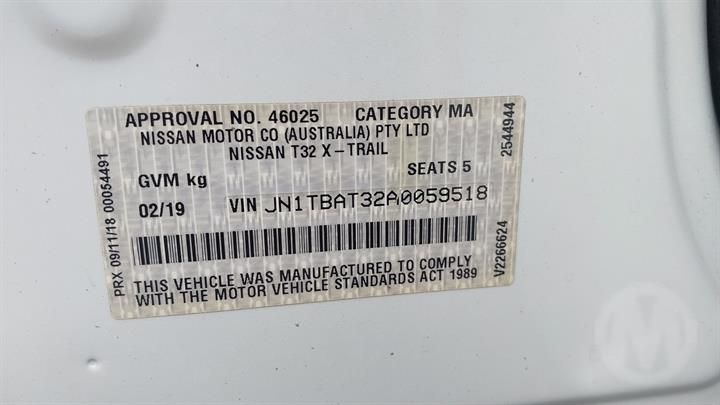 APPROVAL NO. 46025 CATEGORY MA
NISSAN MOTOR CO (AUSTRALIA) PTY LTD
NISSAN T32 X-TRAIL
GVM kg SEATS 5
02/19 VIN JN1TBAT32A0059518
THIS VEHICLE WAS MANUFACTURED TO COMPLY
WITH THE MOTOR VEHICLE STANDARDS ACT 1989
PRX 09/11/18 00054491
2544944
V2266624
M